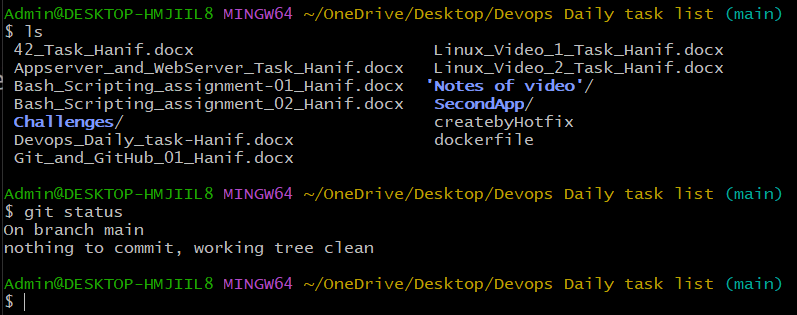 Admin@DESKTOP-HMJIIL8 MINGW64 ~/OneDrive/Desktop/Devops Daily task list (main)
$ ls
42_Task_Hanif.docx Linux_Video_1_Task_Hanif.docx
Appserver_and_WebServer_Task_Hanif.docx Linux_Video_2_Task_Hanif.docx
Bash_Scripting_assignment-01_Hanif.docx 'Notes of video'/
Bash_Scripting_assignment_02_Hanif.docx SecondApp/
Challenges/ createbyHotfix
Devops_Daily_task-Hanif.docx dockerfile
Git_and_GitHub_01_Hanif.docx
Admin@DESKTOP-HMJIIL8 MINGW64 ~/OneDrive/Desktop/Devops Daily task list (main)
$ git status
On branch main
nothing to commit, working tree clean
Admin@DESKTOP-HMJIIL8 MINGW64 ~/OneDrive/Desktop/Devops Daily task list (main)
$